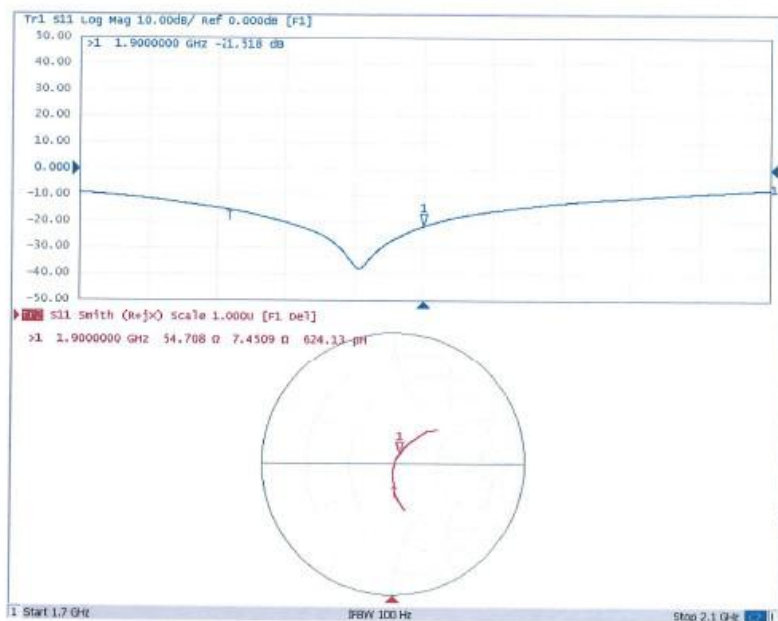 Tr1 S11 Log Mag 10.00dB/ Ref 0.000dB [F1]
50.00
>1 1.9000000 GHz -21.518 dB
40.00
30.00
20.00
10.00
0.000
-10.00
1
-20.00
-30.00
-40.00
-50.00
S11 Smith (R+jX) Scale 1.000U [F1 Del]
>1 1.9000000 GHz 54.708 Ω 7.4509 Ω 624.13 pH
1
1 Start 1.7 GHz IFBW 100 Hz Stop 2.1 GHz